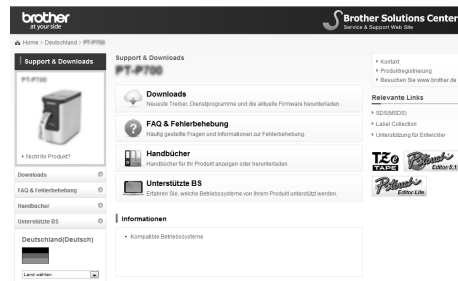 brother
at your side
Brother Solutions Center
Service & Support Web Site
Home > Deutschland > PT-P700
Support & Downloads
PT-P700
Nicht Ihr Produkt?
Downloads
FAQ & Fehlerbehebung
Handbücher
Unterstützte BS
Deutschland(Deutsch)
Land wählen
Support & Downloads
PT-P700
Downloads
Neueste Treiber, Dienstprogramme und die aktuelle Firmware herunterladen.
FAQ & Fehlerbehebung
Häufig gestellte Fragen und Informationen zur Fehlerbehebung.
Handbücher
Handbücher für Ihr Produkt anzeigen oder herunterladen.
Unterstützte BS
Erfahren Sie, welche Betriebssysteme von Ihrem Produkt unterstützt werden.
Informationen
Kompatible Betriebssysteme
Kontakt
Produktregistrierung
Besuchen Sie www.brother.de
Relevante Links
SDS(MSDS)
Label Collection
Unterstützung für Entwickler
TZe
TAPE
P-touch
Editor 5.1
P-touch
Editor Lite